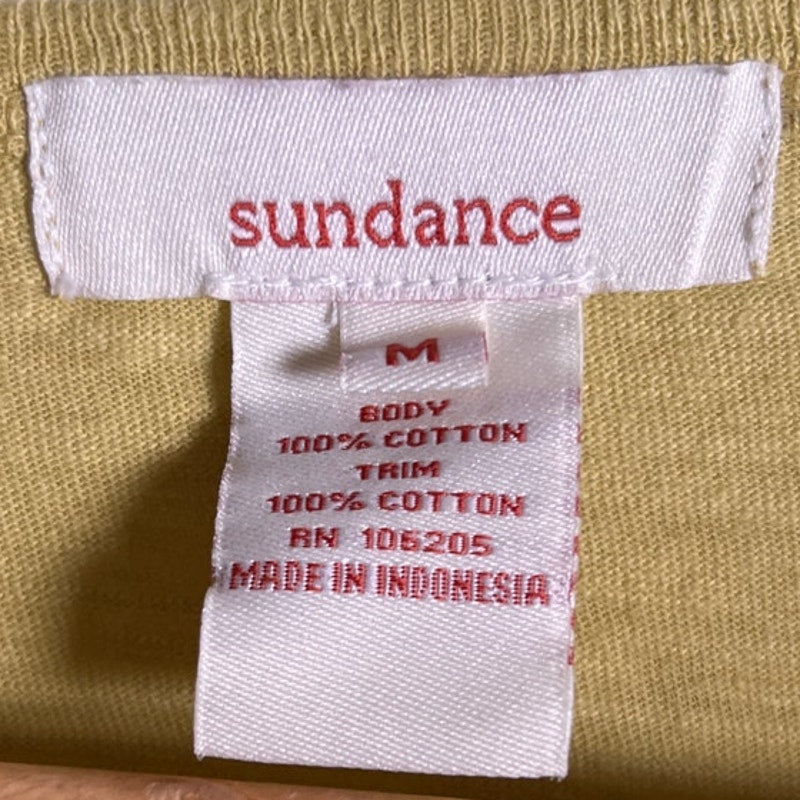 sundance
M
BODY
100% COTTON
TRIM
100% COTTON
RN 106205
MADE IN INDONESIA